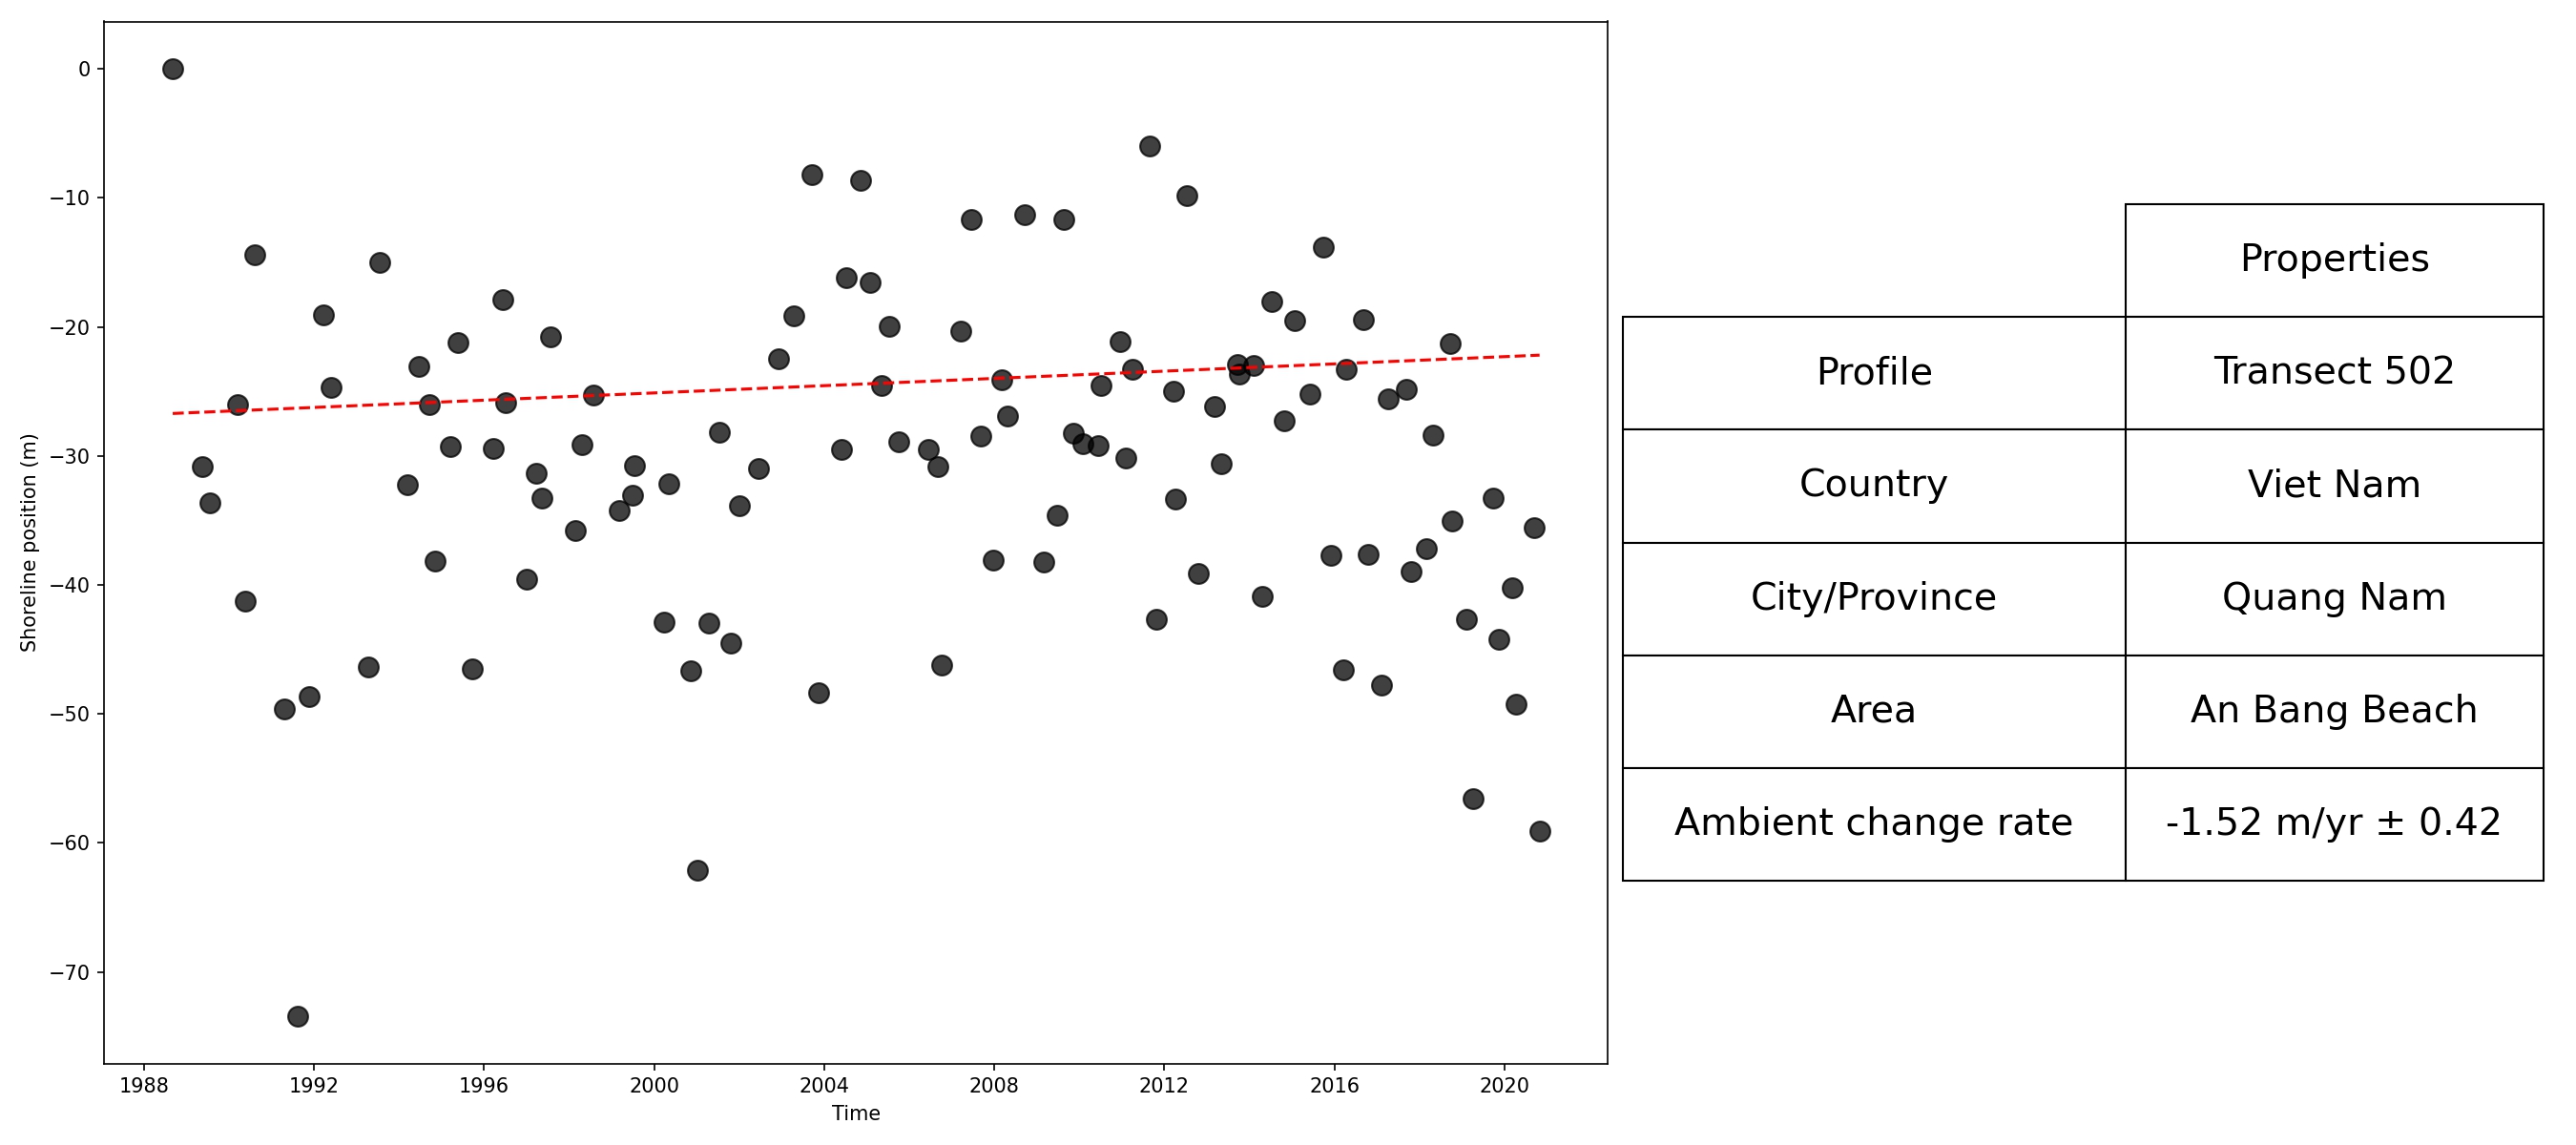 0
−10
−20
−30
−40
−50
−60
−70
Shoreline position (m)
1988 1992 1996 2000 2004 2008 2012 2016 2020
Time
Properties
Profile Transect 502
Country Viet Nam
City/Province Quang Nam
Area An Bang Beach
Ambient change rate -1.52 m/yr ± 0.42